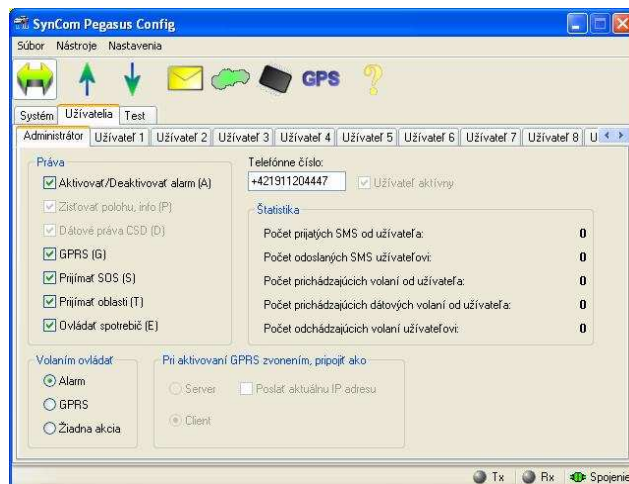 SynCom Pegasus Config
Súbor Nástroje Nastavenia
GPS
Systém Užívatelia Test
Administrátor Užívateľ 1 Užívateľ 2 Užívateľ 3 Užívateľ 4 Užívateľ 5 Užívateľ 6 Užívateľ 7 Užívateľ 8 U
Práva
Aktivovať/Deaktivovať alarm (A)
Zisťovať polohu, info (P)
Dátové práva CSD (D)
GPRS (G)
Prijímať SOS (S)
Prijímať oblasti (T)
Ovládať spotrebič (E)
Telefónne číslo:
+421911204447 Užívateľ aktívny
Štatistika
Počet prijatých SMS od užívateľa: 0
Počet odoslaných SMS užívateľovi: 0
Počet prichádzajúcich volaní od užívateľa: 0
Počet prichádzajúcich dátových volaní od užívateľa: 0
Počet odchádzajúcich volaní užívateľovi: 0
Volaním ovládať
Alarm
GPRS
Žiadna akcia
Pri aktivovaní GPRS zvonením, pripojiť ako
Server Poslať aktuálnu IP adresu
Client
Tx Rx Spojenie